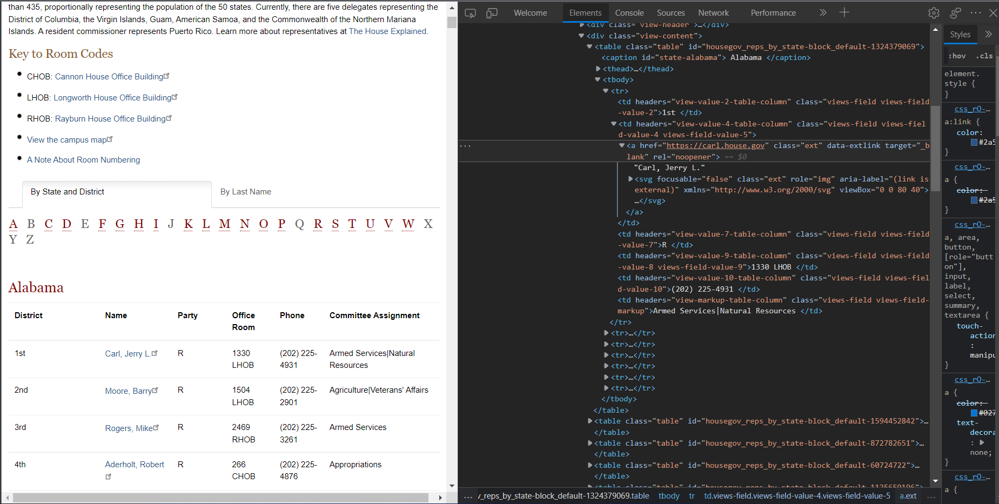 than 435, proportionally representing the population of the 50 states. Currently, there are five delegates representing the
District of Columbia, the Virgin Islands, Guam, American Samoa, and the Commonwealth of the Northern Mariana
Islands. A resident commissioner represents Puerto Rico. Learn more about representatives at The House Explained.
Key to Room Codes
CHOB: Cannon House Office Building
LHOB: Longworth House Office Building
RHOB: Rayburn House Office Building
View the campus map
A Note About Room Numbering
By State and District
By Last Name
A B C D E F G H I J K L M N O P Q R S T U V W X
Y Z
Alabama
District Name Party Office Phone Committee Assignment
Room
1st Carl, Jerry L. R 1330 (202) 225- Armed Services|Natural
LHOB 4931 Resources
2nd Moore, Barry R 1504 (202) 225- Agriculture|Veterans' Affairs
LHOB 2901
3rd Rogers, Mike R 2469 (202) 225- Armed Services
RHOB 3261
4th Aderholt, Robert R 266 (202) 225- Appropriations
CHOB 4876
Welcome Elements Console Sources Network Performance
<div class="view-header">…</div>
<div class="view-content">
<table class="table" id="housegov_reps_by_state-block_default-1324379069">
<caption id="state-alabama"> Alabama </caption>
<thead>…</thead>
<tbody>
<tr>
<td headers="view-value-2-table-column" class="views-field views-field
-value-2">1st </td>
<td headers="view-value-4-table-column" class="views-field views-fiel
d-value-4 views-field-value-5">
… <a href="https://carl.house.gov" class="ext" data-extlink target="_b
lank" rel="noopener"> == $0
"Carl, Jerry L."
<svg focusable="false" class="ext" role="img" aria-label="(link is
external)" xmlns="http://www.w3.org/2000/svg" viewBox="0 0 80 40">
…</svg>
</a>
</td>
<td headers="view-value-7-table-column" class="views-field views-field
-value-7">R </td>
<td headers="view-value-9-table-column" class="views-field views-field
-value-8 views-field-value-9">1330 LHOB </td>
<td headers="view-value-10-table-column" class="views-field views-fiel
d-value-10">(202) 225-4931 </td>
<td headers="view-markup-table-column" class="views-field views-field-
markup">Armed Services|Natural Resources </td>
</tr>
<tr>…</tr>
<tr>…</tr>
<tr>…</tr>
<tr>…</tr>
<tr>…</tr>
<tr>…</tr>
</tbody>
</table>
<table class="table" id="housegov_reps_by_state-block_default-1594452842">…
</table>
<table class="table" id="housegov_reps_by_state-block_default-872782651">…
</table>
<table class="table" id="housegov_reps_by_state-block_default-60724722">…
</table>
… v_reps_by_state-block_default-1324379069.table tbody tr td.views-field.views-field-value-4.views-field-value-5 a.ext …
Styles
:hov .cls
element.
style {
}
css_rO-…
a:link {
color:
#2a5
}
css_rO-…
a {
color:
#2a5
}
css_rO-…
a, area,
button,
[role="butt
on"],
input,
label,
select,
summary,
textarea {
touch-
action
:
manipu
}
css_rO-…
a {
color:
#027
text-
decora
:
none;
}
css_rO-…
a {